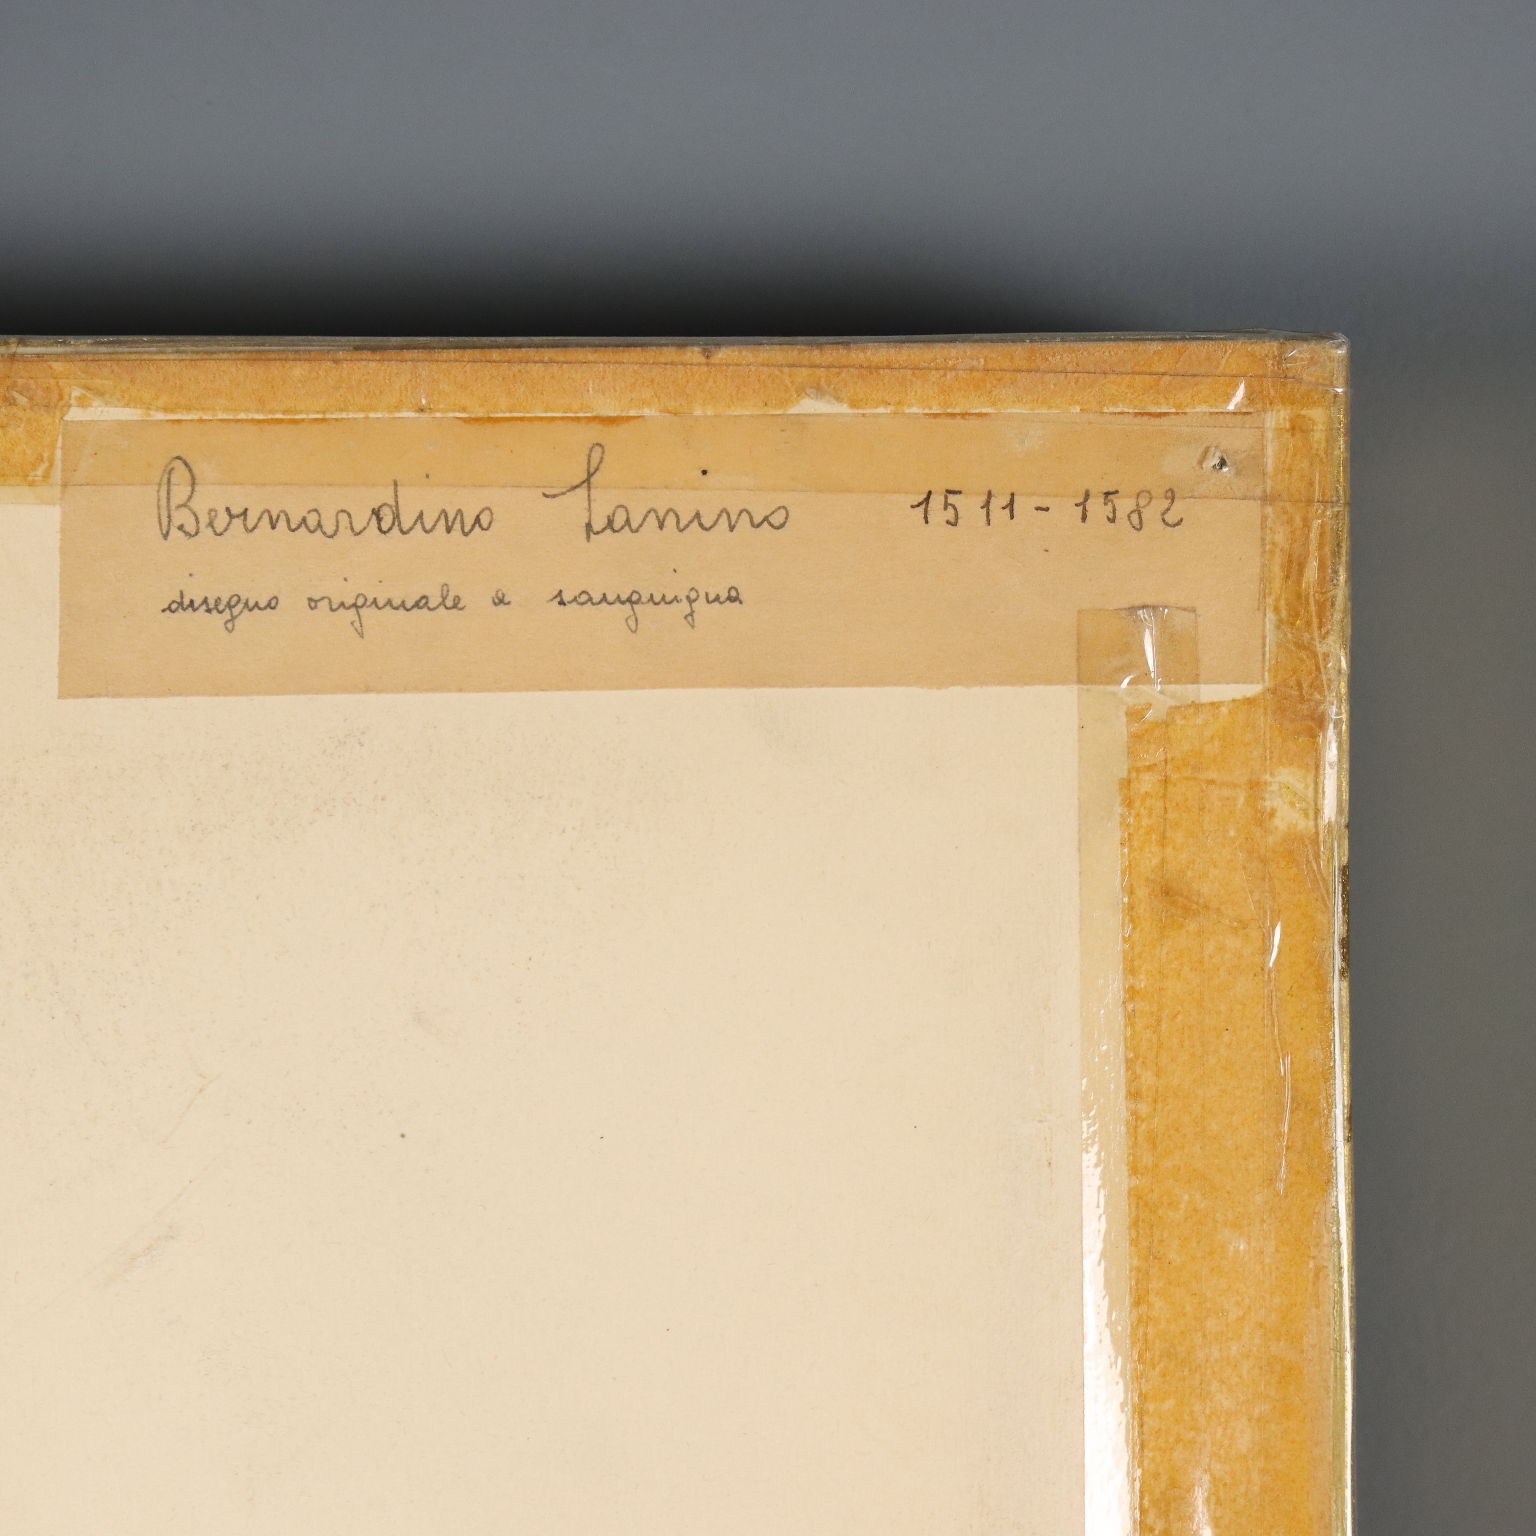 Bernardino Lanino 1511-1582
disegno originale a sanguigna